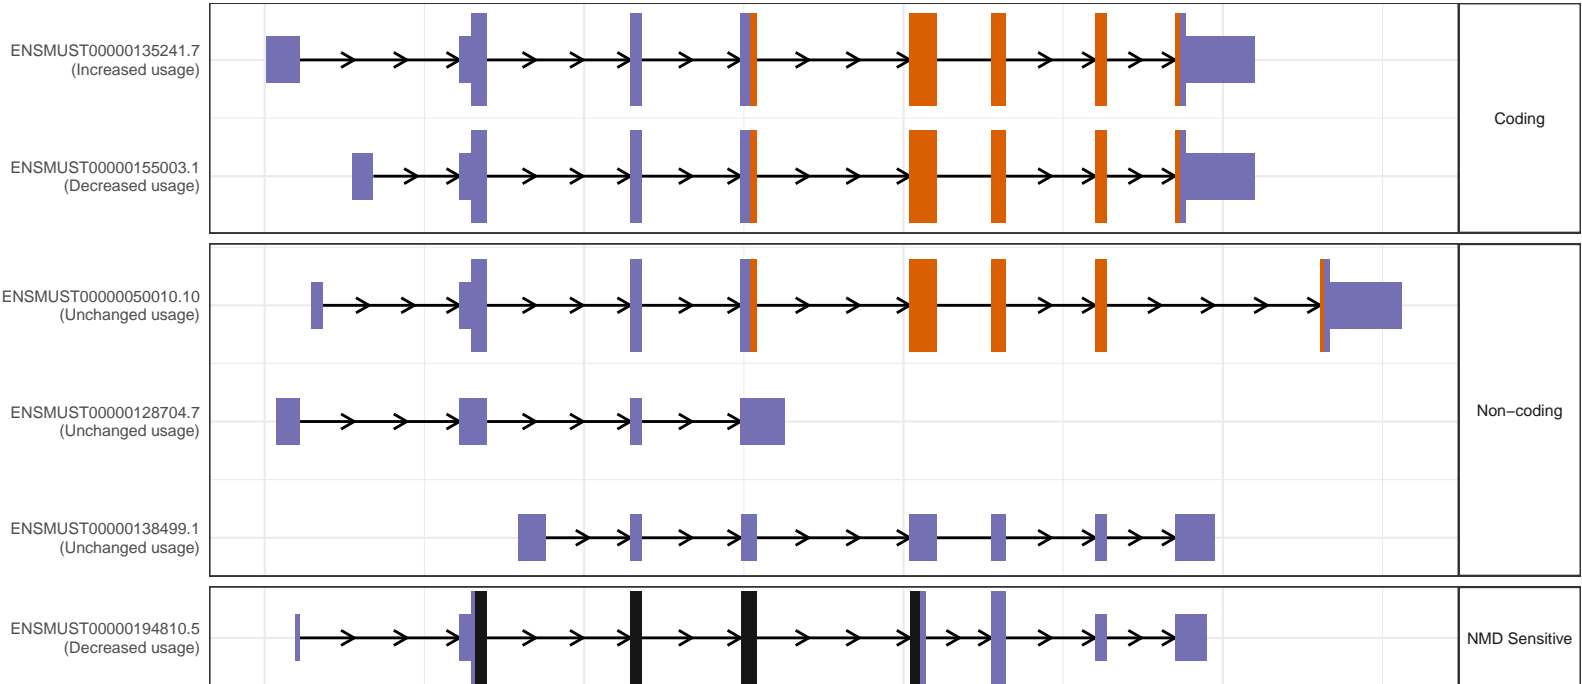 ENSMUST00000135241.7
(Increased usage)
ENSMUST00000155003.1
(Decreased usage)
Coding
ENSMUST00000050010.10
(Unchanged usage)
ENSMUST00000128704.7
(Unchanged usage)
Non−coding
ENSMUST00000138499.1
(Unchanged usage)
ENSMUST00000194810.5
(Decreased usage)
NMD Sensitive